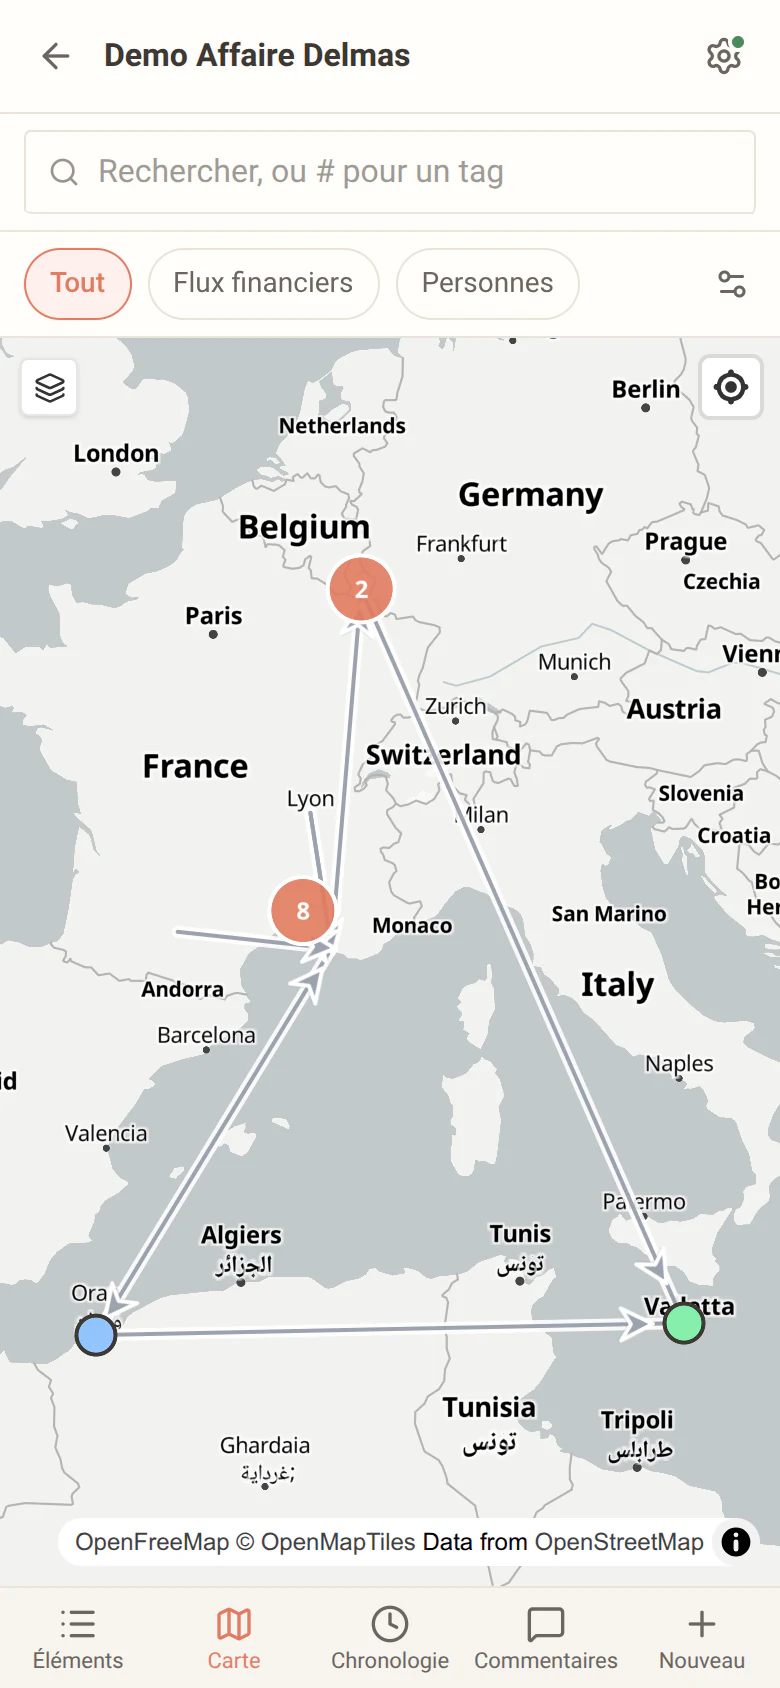 Demo Affaire Delmas
Rechercher, ou # pour un tag
Tout
Flux financiers
Personnes
Berlin
Netherlands
London
Germany
Belgium
Frankfurt
Prague
Czechia
2
Paris
Munich
Zurich
Austria
Switzerland
France
Slovenia
Lyon
Milan
Croatia
8
San Marino
Monaco
Italy
Andorra
Barcelona
Naples
Valencia
Palermo
Algiers
الجزائر
Tunis
تونس
Ora
Tunisia
تونس
Tripoli
طرابلس
Ghardaia
غرداية;
OpenFreeMap © OpenMapTiles Data from OpenStreetMap
Éléments
Carte
Chronologie
Commentaires
Nouveau